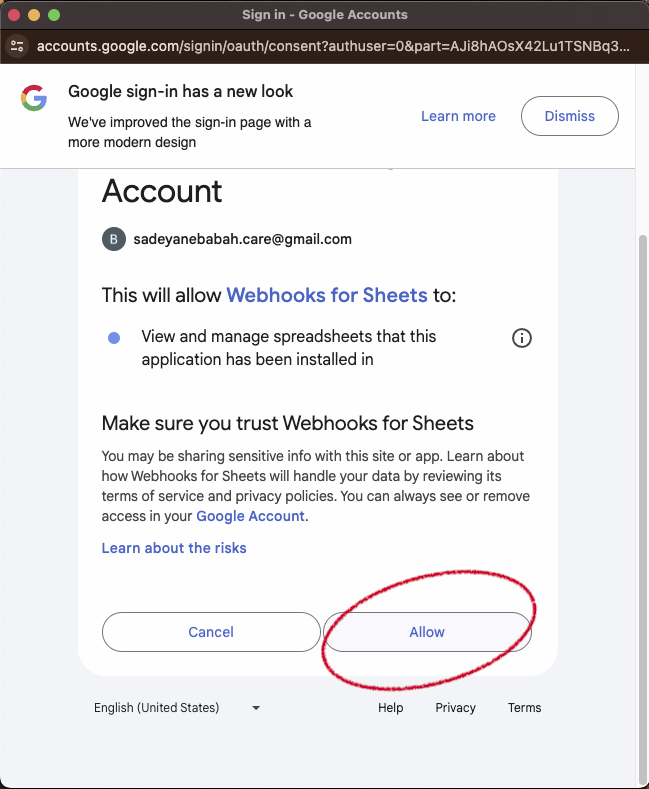 Sign in - Google Accounts
accounts.google.com/signin/oauth/consent?authuser=0&part=AJi8hAOsX42Lu1TSNBq3...
Google sign-in has a new look
We've improved the sign-in page with a
more modern design
Learn more
Dismiss
Account
B
sadeyanebabah.care@gmail.com
This will allow Webhooks for Sheets to:
View and manage spreadsheets that this
application has been installed in
Make sure you trust Webhooks for Sheets
You may be sharing sensitive info with this site or app. Learn about
how Webhooks for Sheets will handle your data by reviewing its
terms of service and privacy policies. You can always see or remove
access in your Google Account.
Learn about the risks
Cancel
Allow
English (United States)
Help
Privacy
Terms